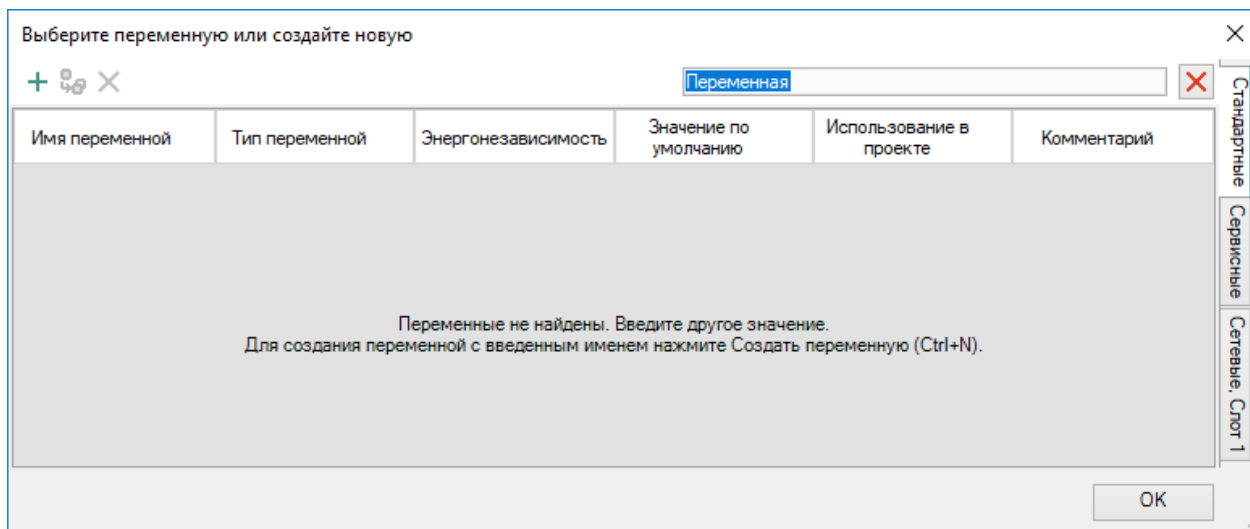 Выберите переменную или создайте новую
Переменная
Имя переменной
Тип переменной
Энергонезависимость
Значение по
умолчанию
Использование в
проекте
Комментарий
Переменные не найдены. Введите другое значение.
Для создания переменной с введенным именем нажмите Создать переменную (Ctrl+N).
Стандартные
Сервисные
Сетевые, Слот 1
OK